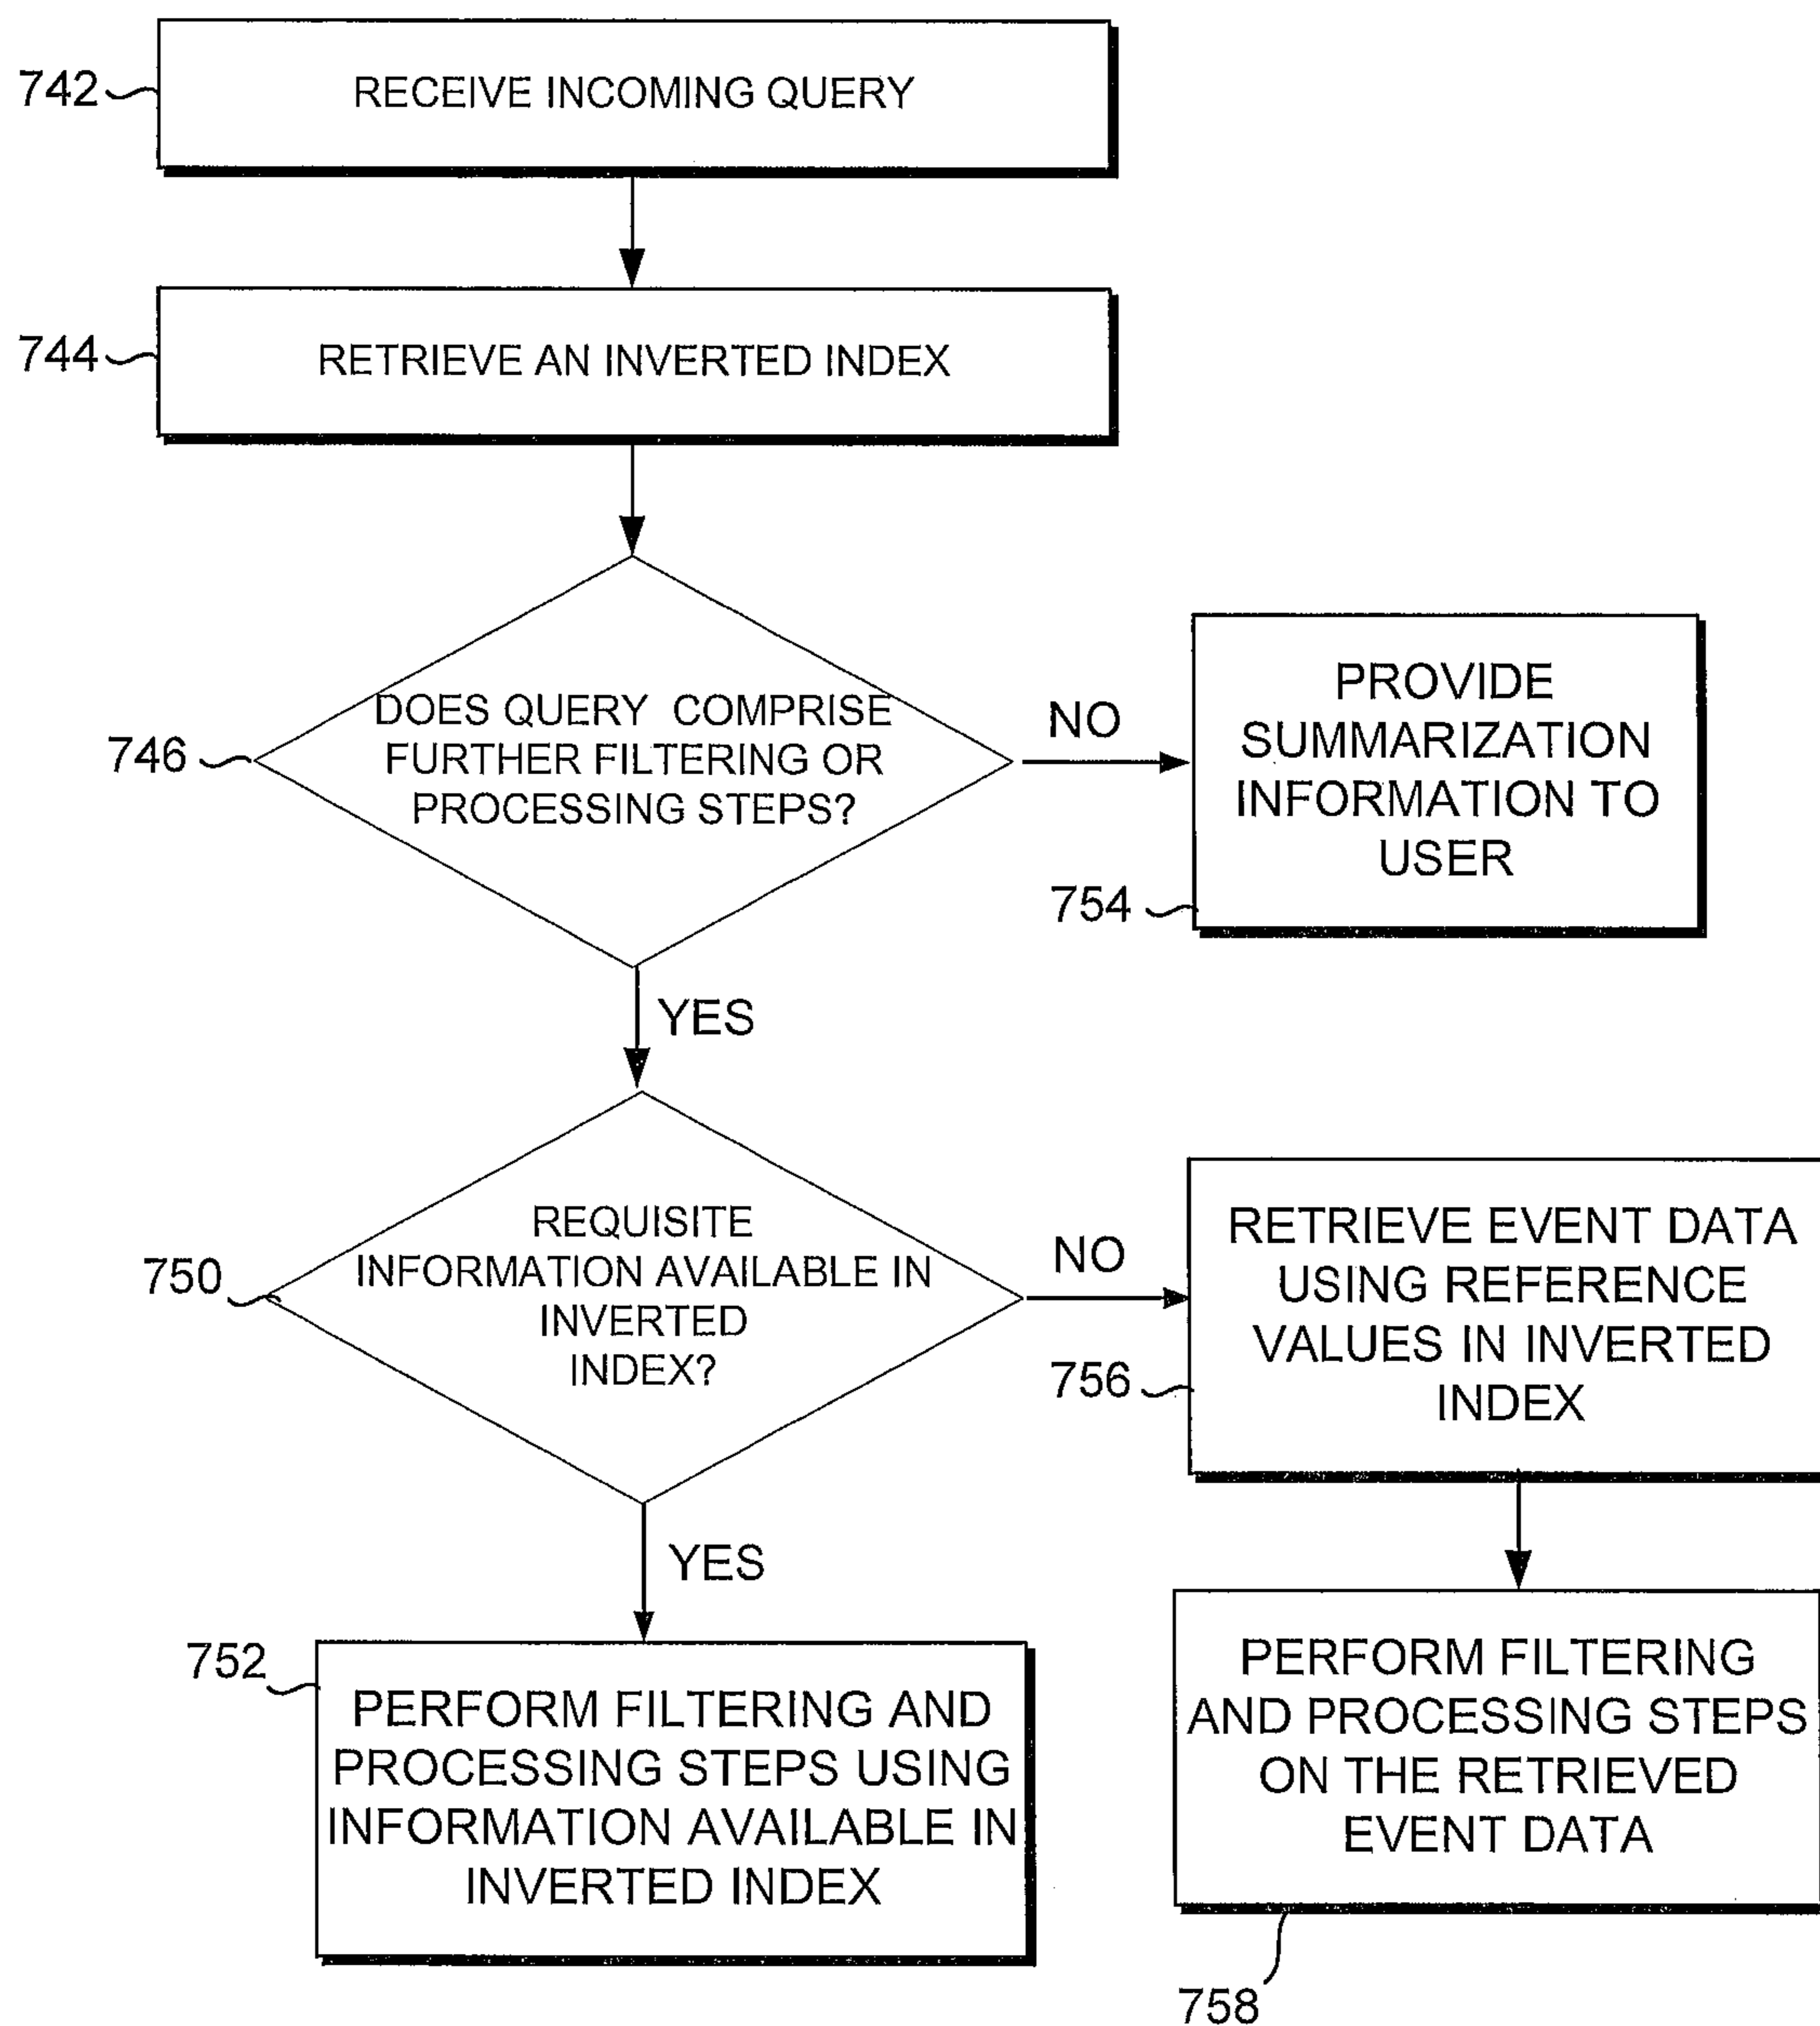 742
RECEIVE INCOMING QUERY
744
RETRIEVE AN INVERTED INDEX
746
DOES QUERY COMPRISE
FURTHER FILTERING OR
PROCESSING STEPS?
NO
PROVIDE
SUMMARIZATION
INFORMATION TO
USER
754
YES
750
REQUISITE
INFORMATION AVAILABLE IN
INVERTED
INDEX?
NO
RETRIEVE EVENT DATA
USING REFERENCE
VALUES IN INVERTED
INDEX
756
YES
752
PERFORM FILTERING AND
PROCESSING STEPS USING
INFORMATION AVAILABLE IN
INVERTED INDEX
PERFORM FILTERING
AND PROCESSING STEPS
ON THE RETRIEVED
EVENT DATA
758